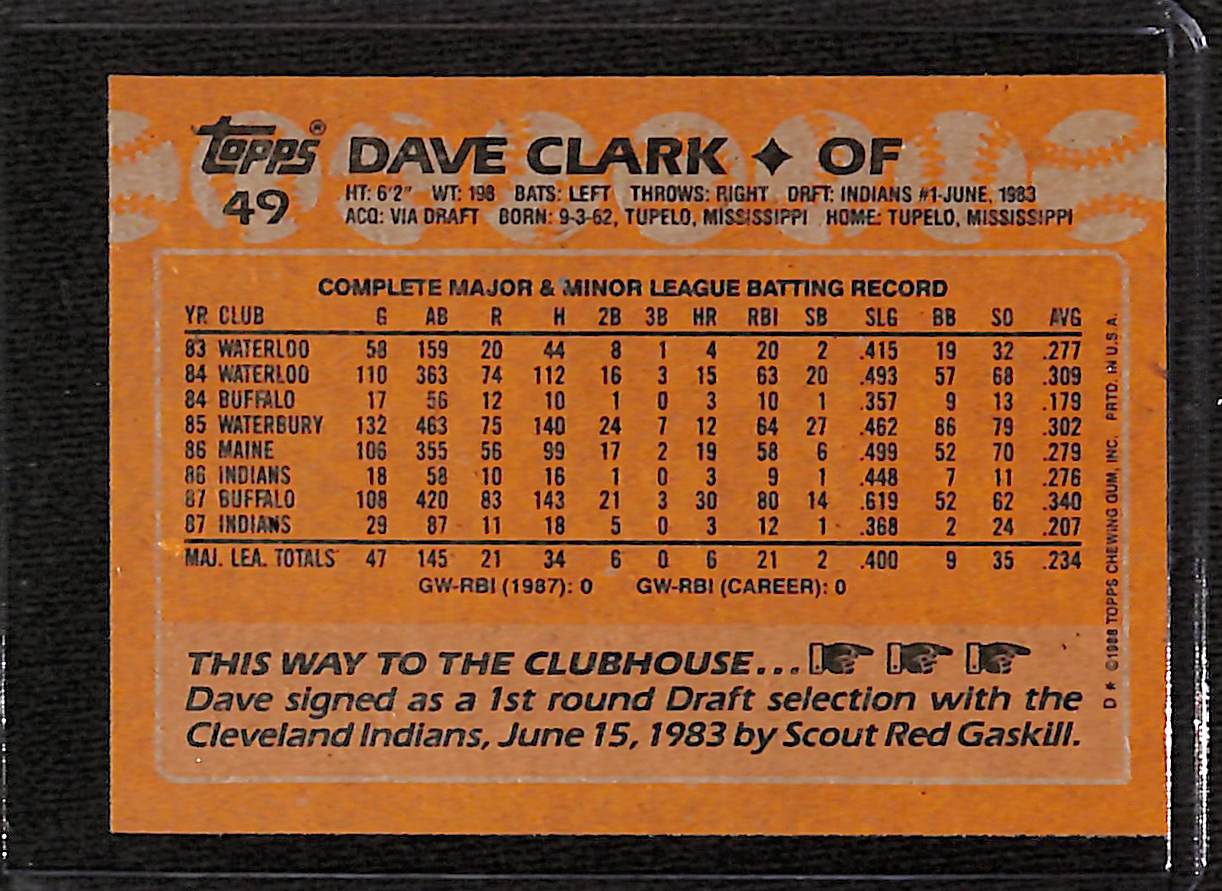 topps® DAVE CLARK ✦ OF
49
HT: 6'2" WT: 198 BATS: LEFT THROWS: RIGHT DRFT: INDIANS #1-JUNE, 1983
ACQ: VIA DRAFT BORN: 9-3-62, TUPELO, MISSISSIPPI HOME: TUPELO, MISSISSIPPI
COMPLETE MAJOR & MINOR LEAGUE BATTING RECORD
YR CLUB G AB R H 2B 3B HR RBI SB SLG BB SO AVG
83 WATERLOO 58 159 20 44 8 1 4 20 2 .415 19 32 .277
84 WATERLOO 110 363 74 112 16 3 15 63 20 .493 57 68 .309
84 BUFFALO 17 56 12 10 1 0 3 10 1 .357 9 13 .179
85 WATERBURY 132 463 75 140 24 7 12 64 27 .462 86 79 .302
86 MAINE 106 355 56 99 17 2 19 58 6 .499 52 70 .279
86 INDIANS 18 58 10 16 1 0 3 9 1 .448 7 11 .276
87 BUFFALO 108 420 83 143 21 3 30 80 14 .619 52 62 .340
87 INDIANS 29 87 11 18 5 0 3 12 1 .368 2 24 .207
MAJ. LEA. TOTALS 47 145 21 34 6 0 6 21 2 .400 9 35 .234
GW-RBI (1987): 0 GW-RBI (CAREER): 0
THIS WAY TO THE CLUBHOUSE...
Dave signed as a 1st round Draft selection with the
Cleveland Indians, June 15, 1983 by Scout Red Gaskill.
D * ©1988 TOPPS CHEWING GUM, INC. PRTD. IN U.S.A.